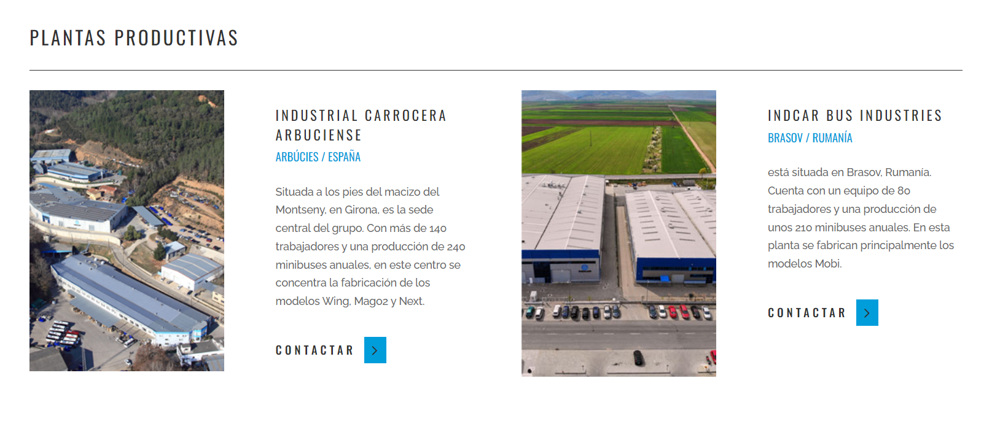 PLANTAS PRODUCTIVAS
INDUSTRIAL CARROCERA
ARBUCIENSE
ARBÚCIES / ESPAÑA
Situada a los pies del macizo del
Montseny, en Girona, es la sede
central del grupo. Con más de 140
trabajadores y una producción de 240
minibuses anuales, en este centro se
concentra la fabricación de los
modelos Wing, Mago2 y Next.
CONTACTAR
INDCAR BUS INDUSTRIES
BRASOV / RUMANÍA
está situada en Brasov, Rumanía.
Cuenta con un equipo de 80
trabajadores y una producción de
unos 210 minibuses anuales. En esta
planta se fabrican principalmente los
modelos Mobi.
CONTACTAR